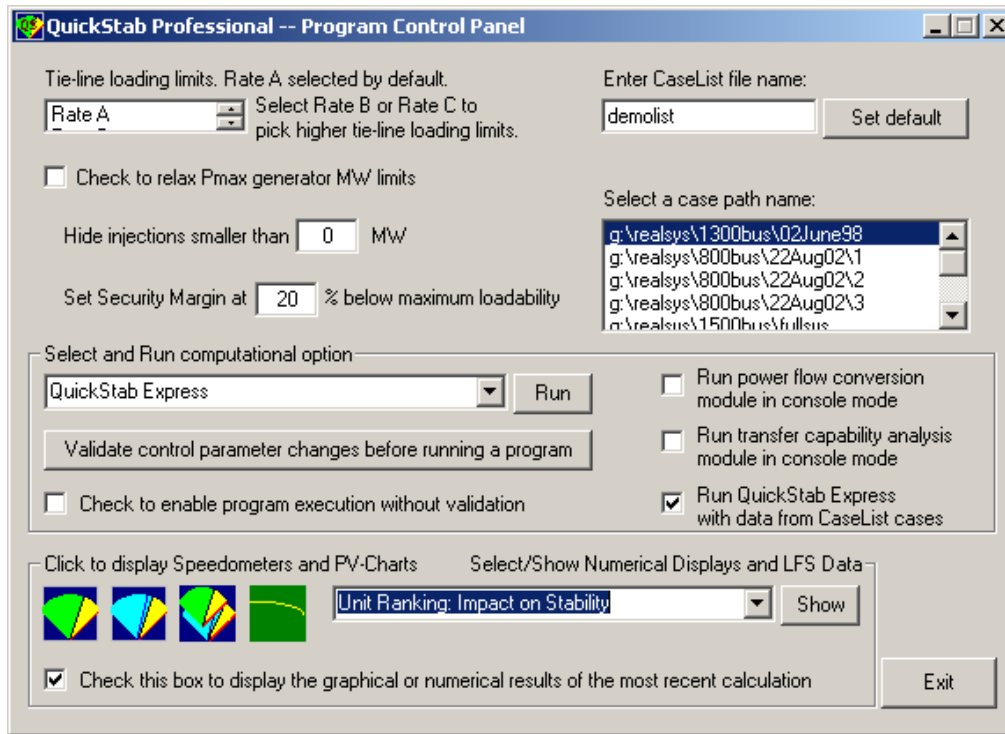 QuickStab Professional -- Program Control Panel
Tie-line loading limits. Rate A selected by default.
Rate A
Select Rate B or Rate C to
pick higher tie-line loading limits.
Enter CaseList file name:
demolist
Set default
Check to relax Pmax generator MW limits
Hide injections smaller than 0 MW
Set Security Margin at 20 % below maximum loadability
Select a case path name:
g:\realsys\1300bus\02June98
g:\realsys\800bus\22Aug02\1
g:\realsys\800bus\22Aug02\2
g:\realsys\800bus\22Aug02\3
g:\realsys\1500bus\fullsys
Select and Run computational option
QuickStab Express
Run
Validate control parameter changes before running a program
Check to enable program execution without validation
Run power flow conversion
module in console mode
Run transfer capability analysis
module in console mode
Run QuickStab Express
with data from CaseList cases
Click to display Speedometers and PV-Charts
Select/Show Numerical Displays and LFS Data
Unit Ranking: Impact on Stability
Show
Check this box to display the graphical or numerical results of the most recent calculation
Exit